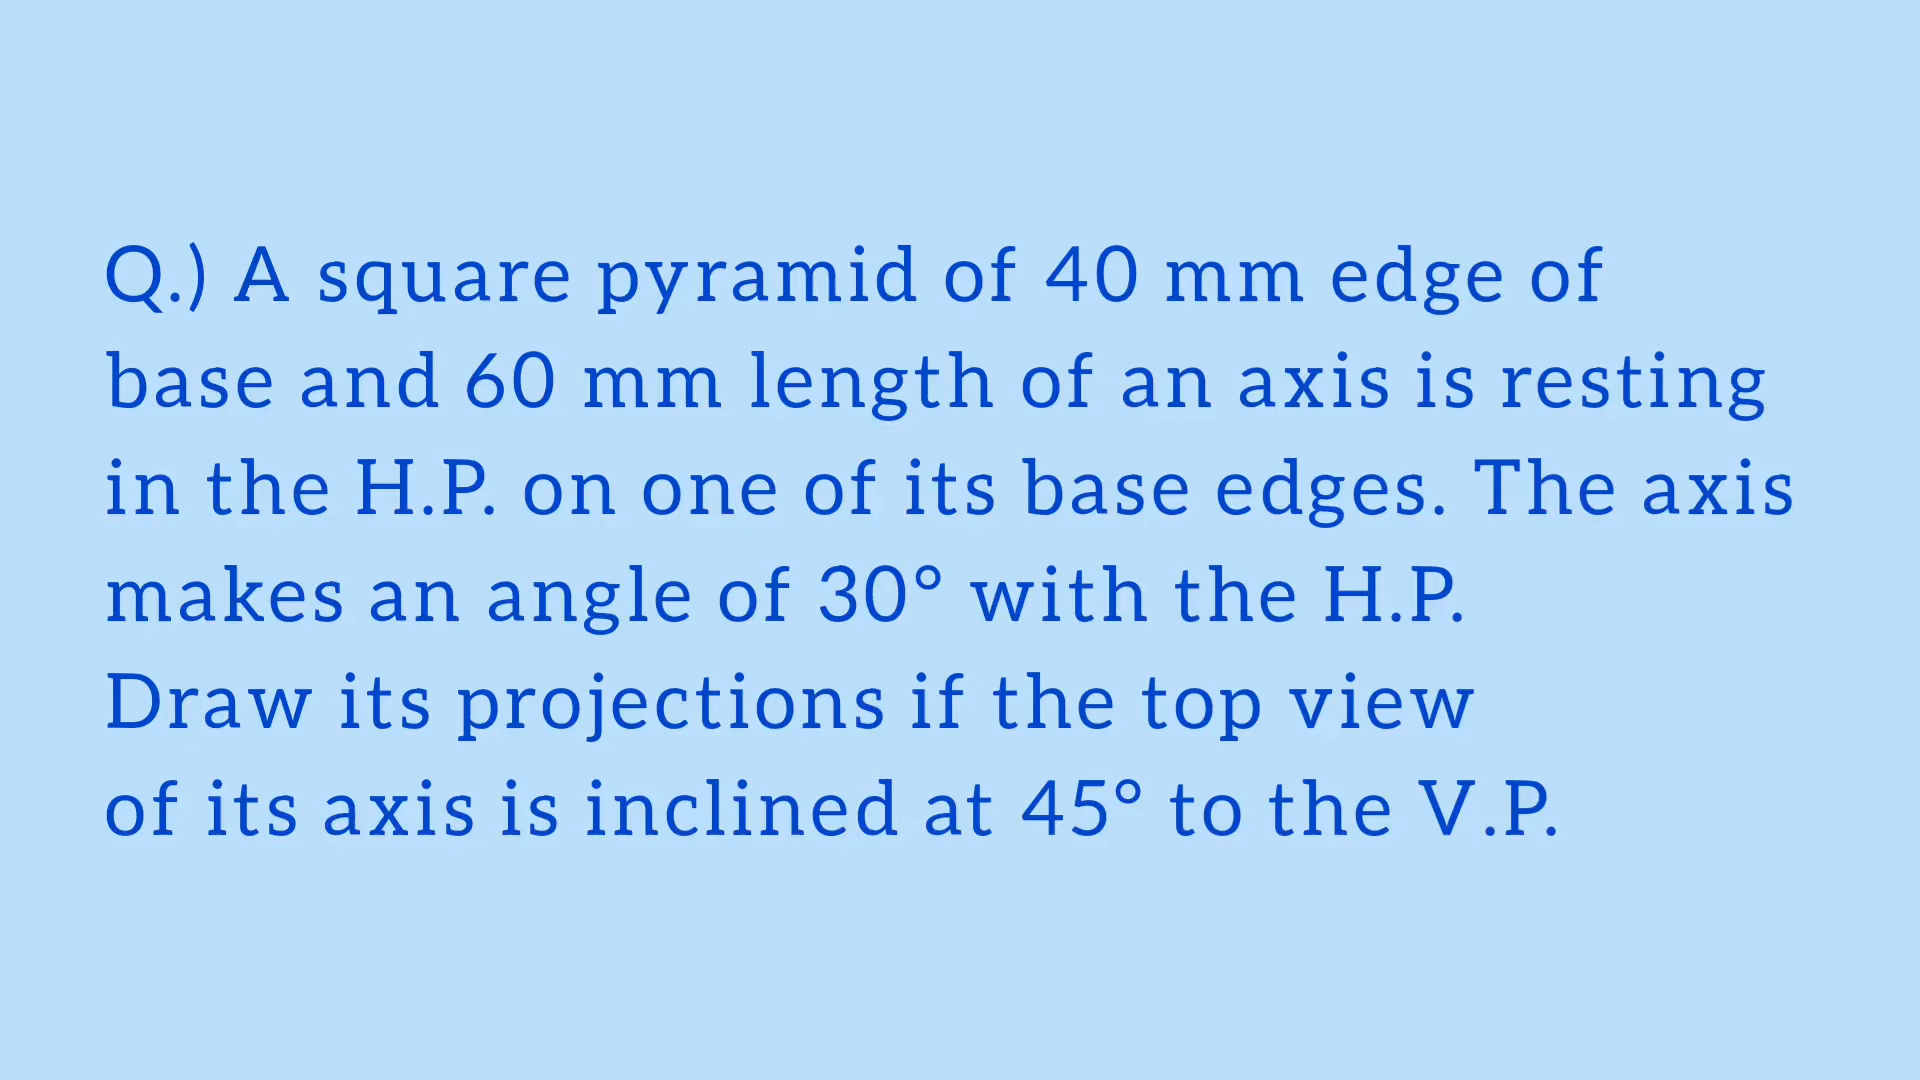 Q.) A square pyramid of 40 mm edge of
base and 60 mm length of an axis is resting
in the H.P. on one of its base edges. The axis
makes an angle of 30° with the H.P.
Draw its projections if the top view
of its axis is inclined at 45° to the V.P.